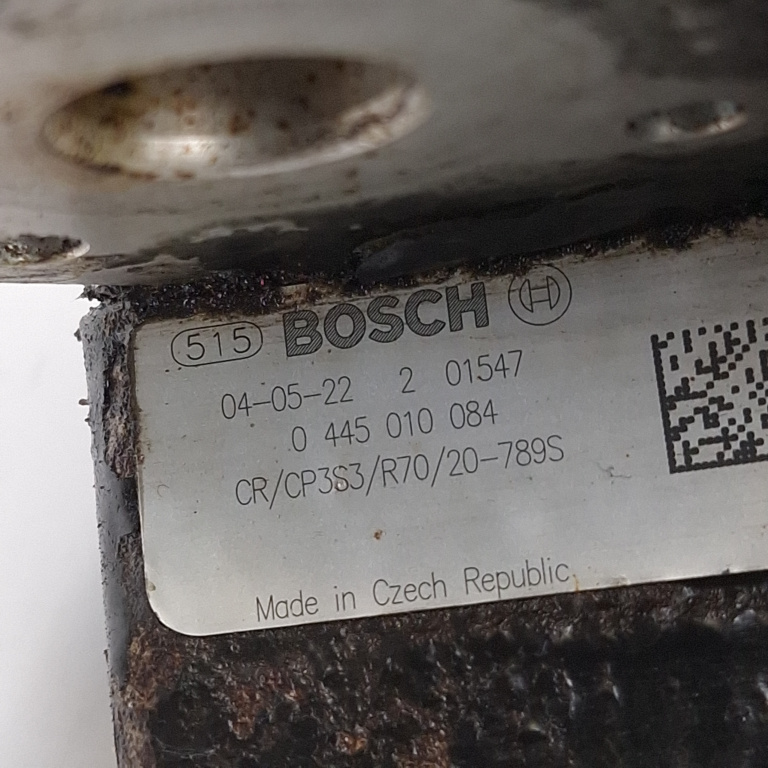 515 BOSCH
04-05-22 2 01547
0 445 010 084
CR/CP3S3/R70/20-789S
Made in Czech Republic